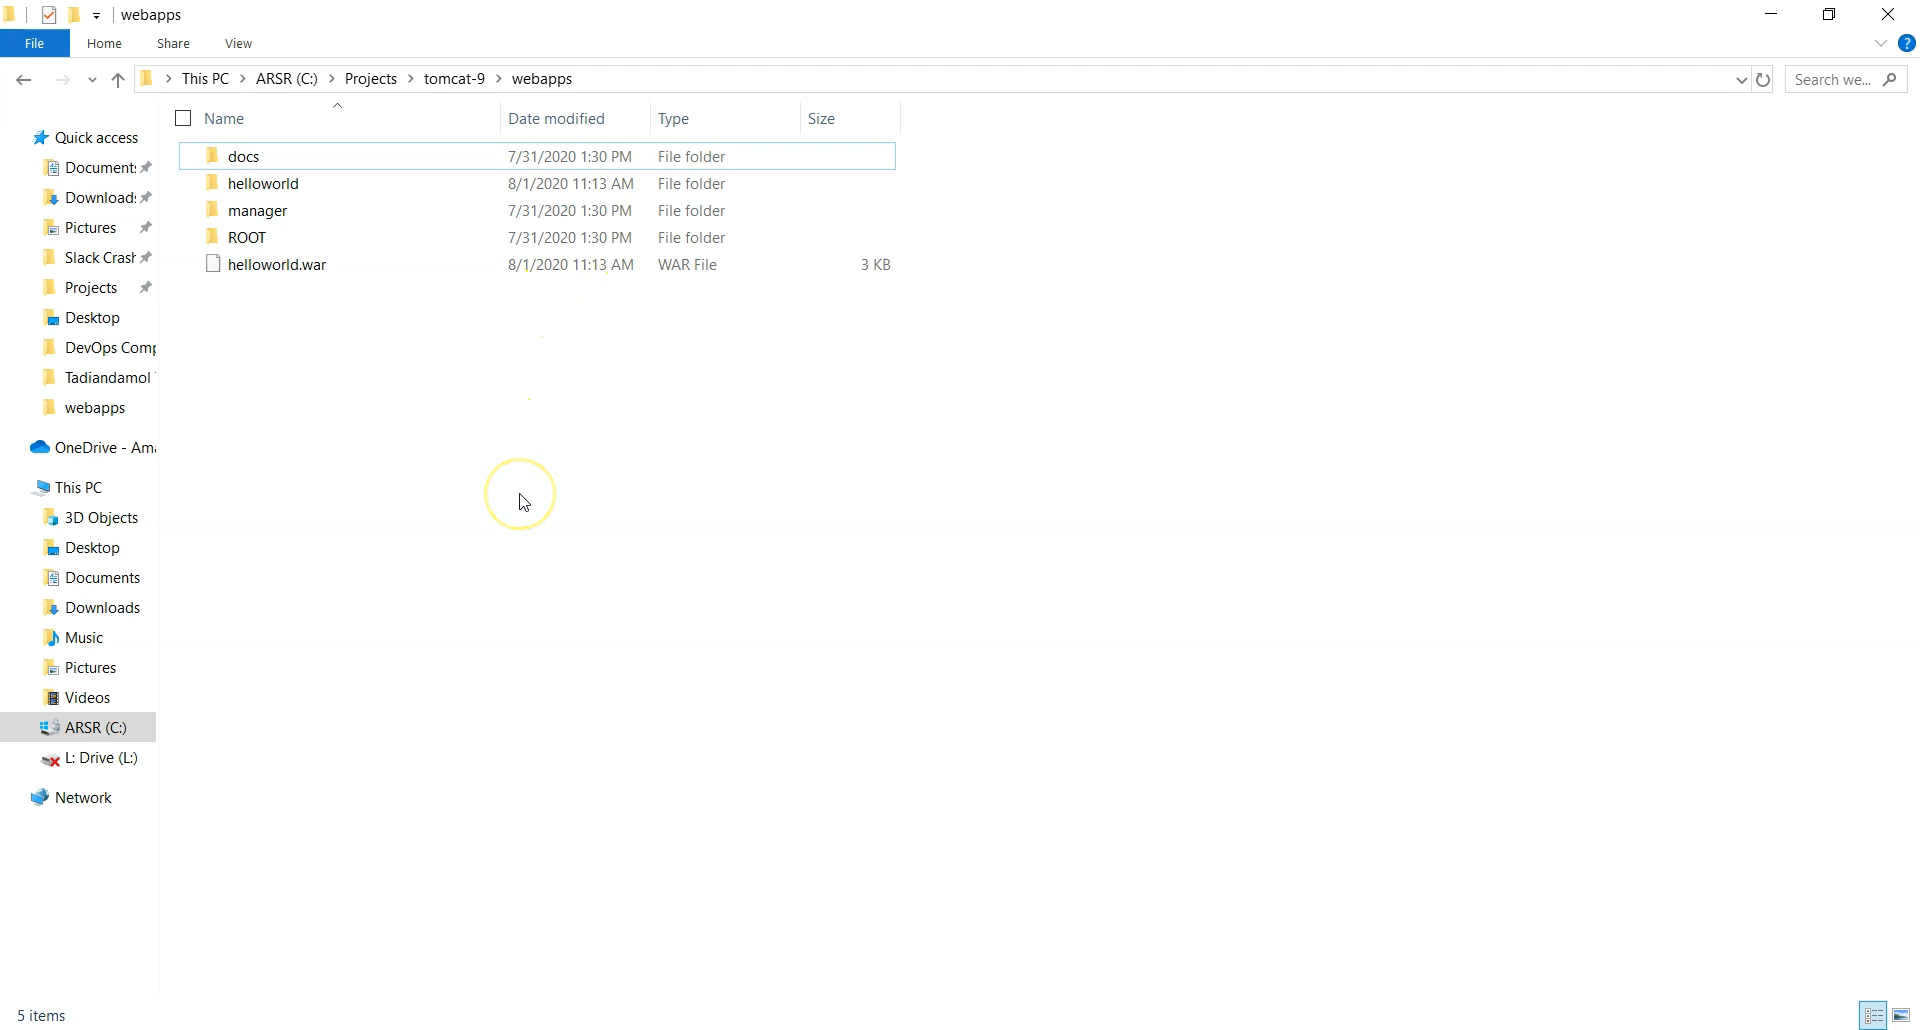 webapps
File Home Share View
This PC > ARSR (C:) > Projects > tomcat-9 > webapps Search we...
Name Date modified Type Size
docs 7/31/2020 1:30 PM File folder
helloworld 8/1/2020 11:13 AM File folder
manager 7/31/2020 1:30 PM File folder
ROOT 7/31/2020 1:30 PM File folder
helloworld.war 8/1/2020 11:13 AM WAR File 3 KB
Quick access
Document
Download
Pictures
Slack Crash
Projects
Desktop
DevOps Comp
Tadiandamol
webapps
OneDrive - Ama
This PC
3D Objects
Desktop
Documents
Downloads
Music
Pictures
Videos
ARSR (C:)
L: Drive (L:)
Network
5 items